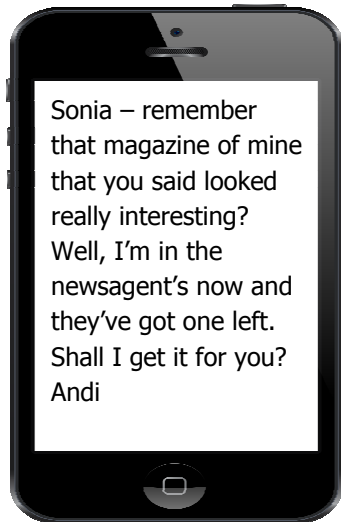 Sonia – remember
that magazine of mine
that you said looked
really interesting?
Well, I’m in the
newsagent’s now and
they’ve got one left.
Shall I get it for you?
Andi